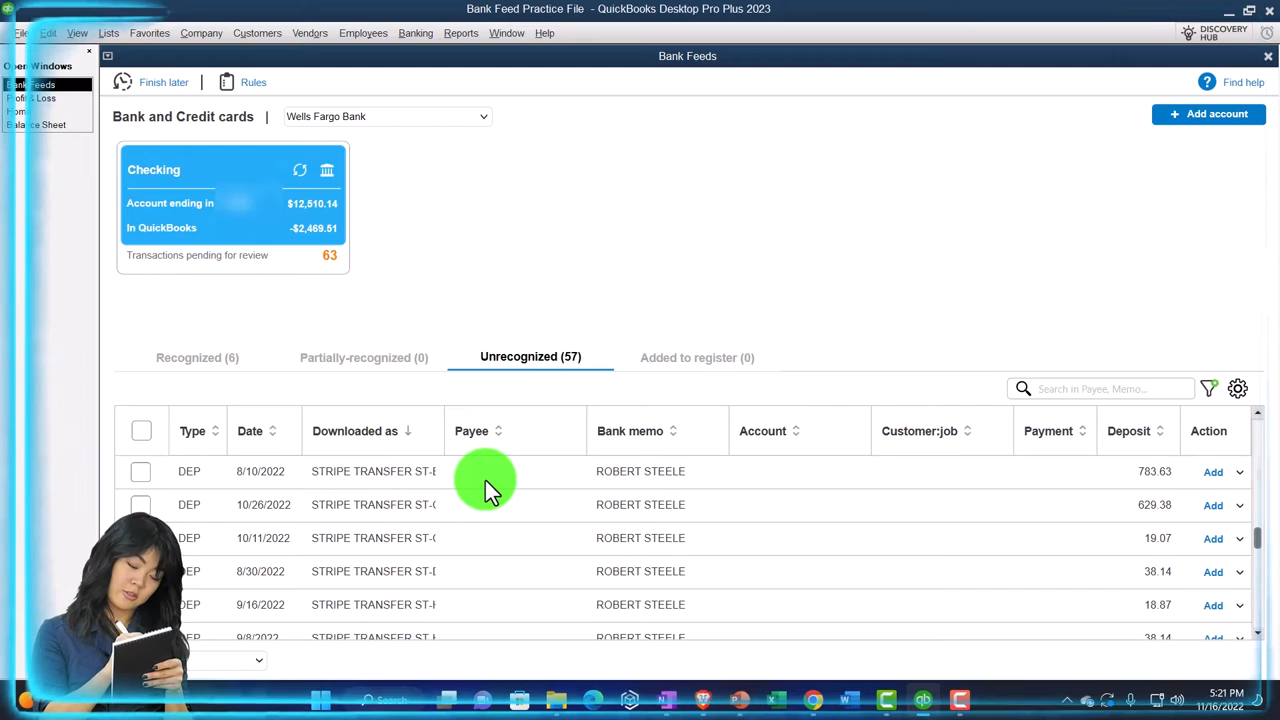 Bank Feed Practice File - QuickBooks Desktop Pro Plus 2023
File Edit View Lists Favorites Company Customers Vendors Employees Banking Reports Window Help
DISCOVERY HUB
Open Windows
Bank Feeds
Profit & Loss
Home
Balance Sheet
Bank Feeds
Finish later | Rules
Find help
Bank and Credit cards | Wells Fargo Bank
+ Add account
Checking
Account ending in $12,510.14
In QuickBooks -$2,469.51
Transactions pending for review 63
Recognized (6) Partially-recognized (0) Unrecognized (57) Added to register (0)
Search in Payee, Memo...
Type Date Downloaded as Payee Bank memo Account Customer:job Payment Deposit Action
DEP 8/10/2022 STRIPE TRANSFER ST-E ROBERT STEELE 783.63 Add
DEP 10/26/2022 STRIPE TRANSFER ST- ROBERT STEELE 629.38 Add
DEP 10/11/2022 STRIPE TRANSFER ST- ROBERT STEELE 19.07 Add
DEP 8/30/2022 STRIPE TRANSFER ST- ROBERT STEELE 38.14 Add
DEP 9/16/2022 STRIPE TRANSFER ST- ROBERT STEELE 18.87 Add
DEP 9/8/2022 STRIPE TRANSFER ST- ROBERT STEELE 38.14 Add
Search
5:21 PM
11/16/2022